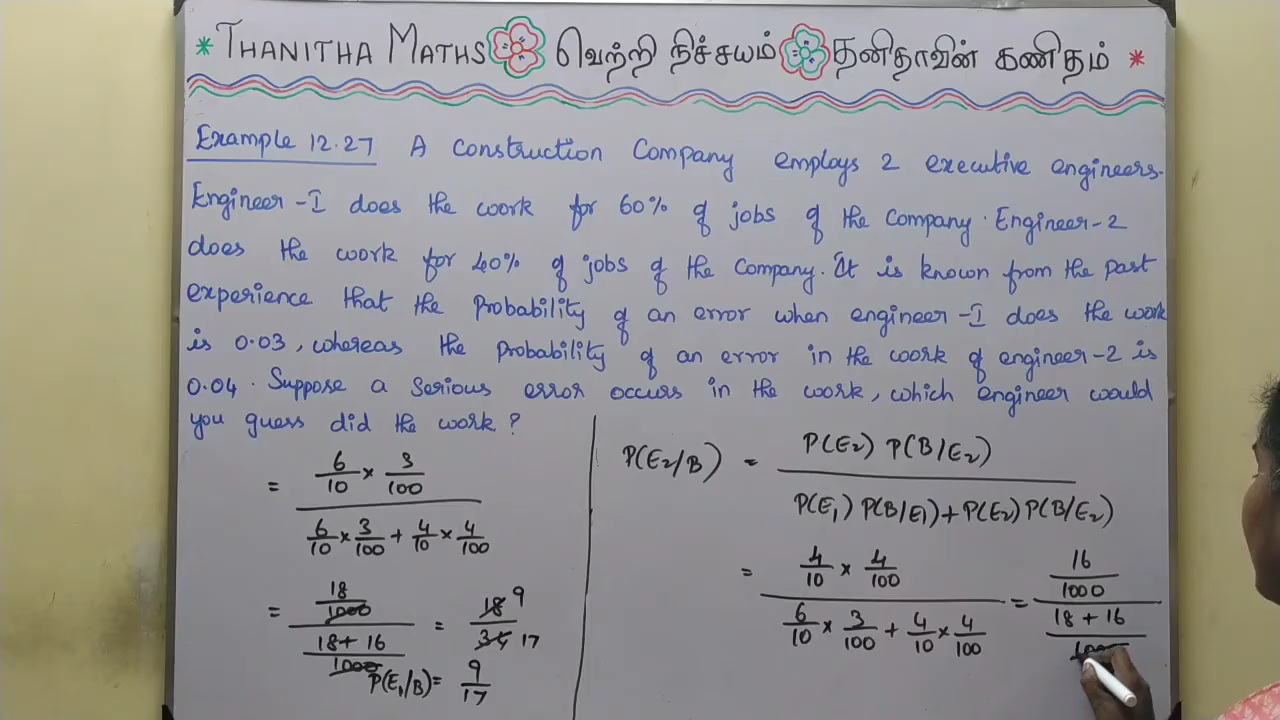 * THANITHA MATHS வெற்றி நிச்சயம் தனிதாவின் கணிதம் *
Example 12.27 A Construction Company employs 2 executive engineers.
Engineer -I does the work for 60% of jobs of the Company. Engineer-2
does the work for 40% of jobs of the Company. It is known from the past
experience that the Probability of an error when engineer -I does the work
is 0.03, whereas the Probability of an error in the work of engineer-2 is
0.04. Suppose a Serious error occurs in the work, which engineer would
you guess did the work?
= 6/10 × 3/100
6/10 × 3/100 + 4/10 × 4/100
= 18/1000
18+16/1000
= 18 9
34 17
P(E₁/B) = 9/17
P(E₂/B) = P(E₂) P(B/E₂)
P(E₁) P(B/E₁) + P(E₂) P(B/E₂)
= 4/10 × 4/100
6/10 × 3/100 + 4/10 × 4/100
= 16/1000
18 + 16/1000